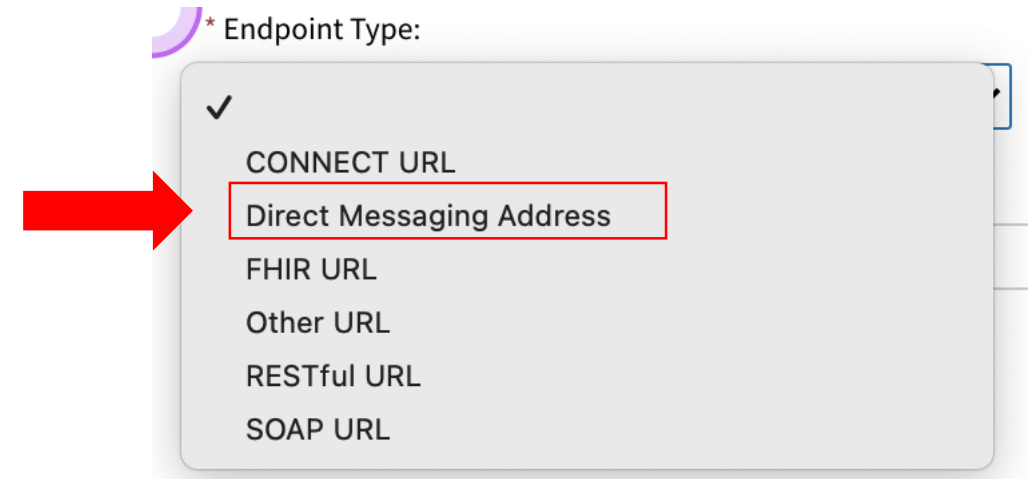 * Endpoint Type:
CONNECT URL
Direct Messaging Address
FHIR URL
Other URL
RESTful URL
SOAP URL